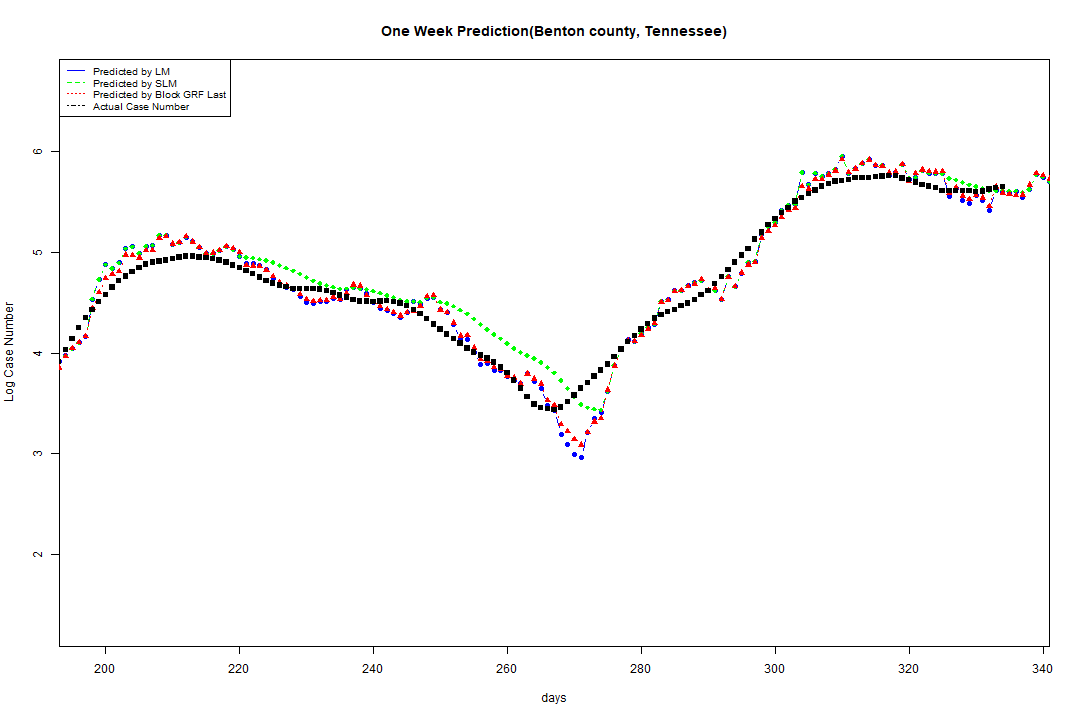 One Week Prediction(Benton county, Tennessee)
Predicted by LM
Predicted by SLM
Predicted by Block GRF Last
Actual Case Number
6
5
4
3
2
Log Case Number
200 220 240 260 280 300 320 340
days